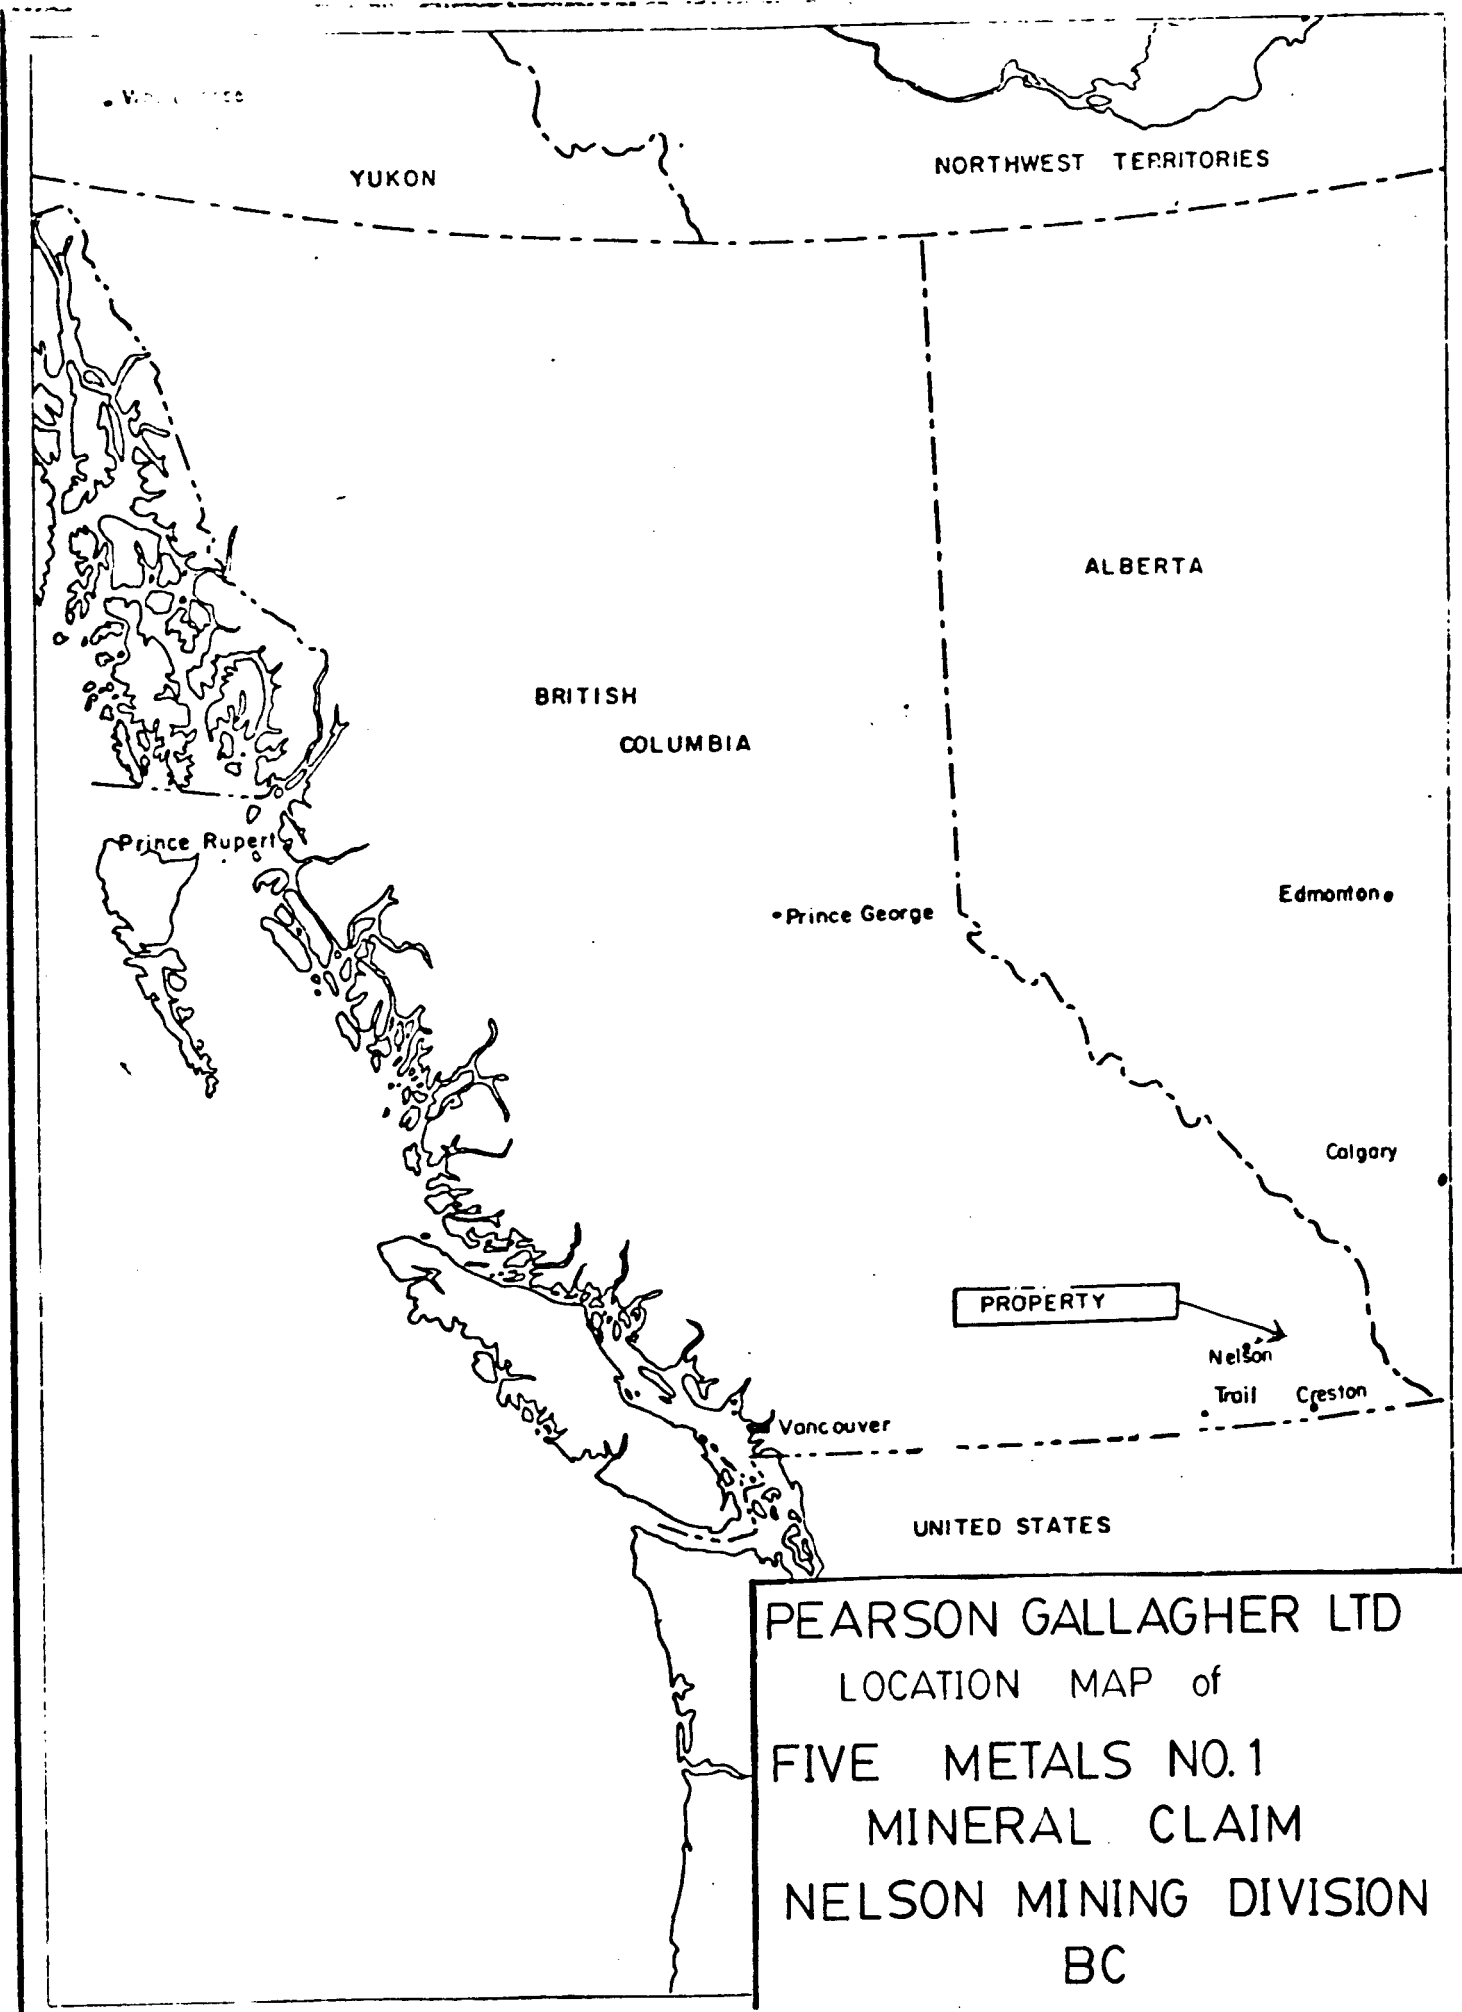 YUKON
NORTHWEST TERRITORIES
ALBERTA
BRITISH
COLUMBIA
Prince Rupert
Prince George
Edmonton
Calgary
PROPERTY
Nelson
Trail
Creston
Vancouver
UNITED STATES
PEARSON GALLAGHER LTD
LOCATION MAP of
FIVE METALS NO.1
MINERAL CLAIM
NELSON MINING DIVISION
BC